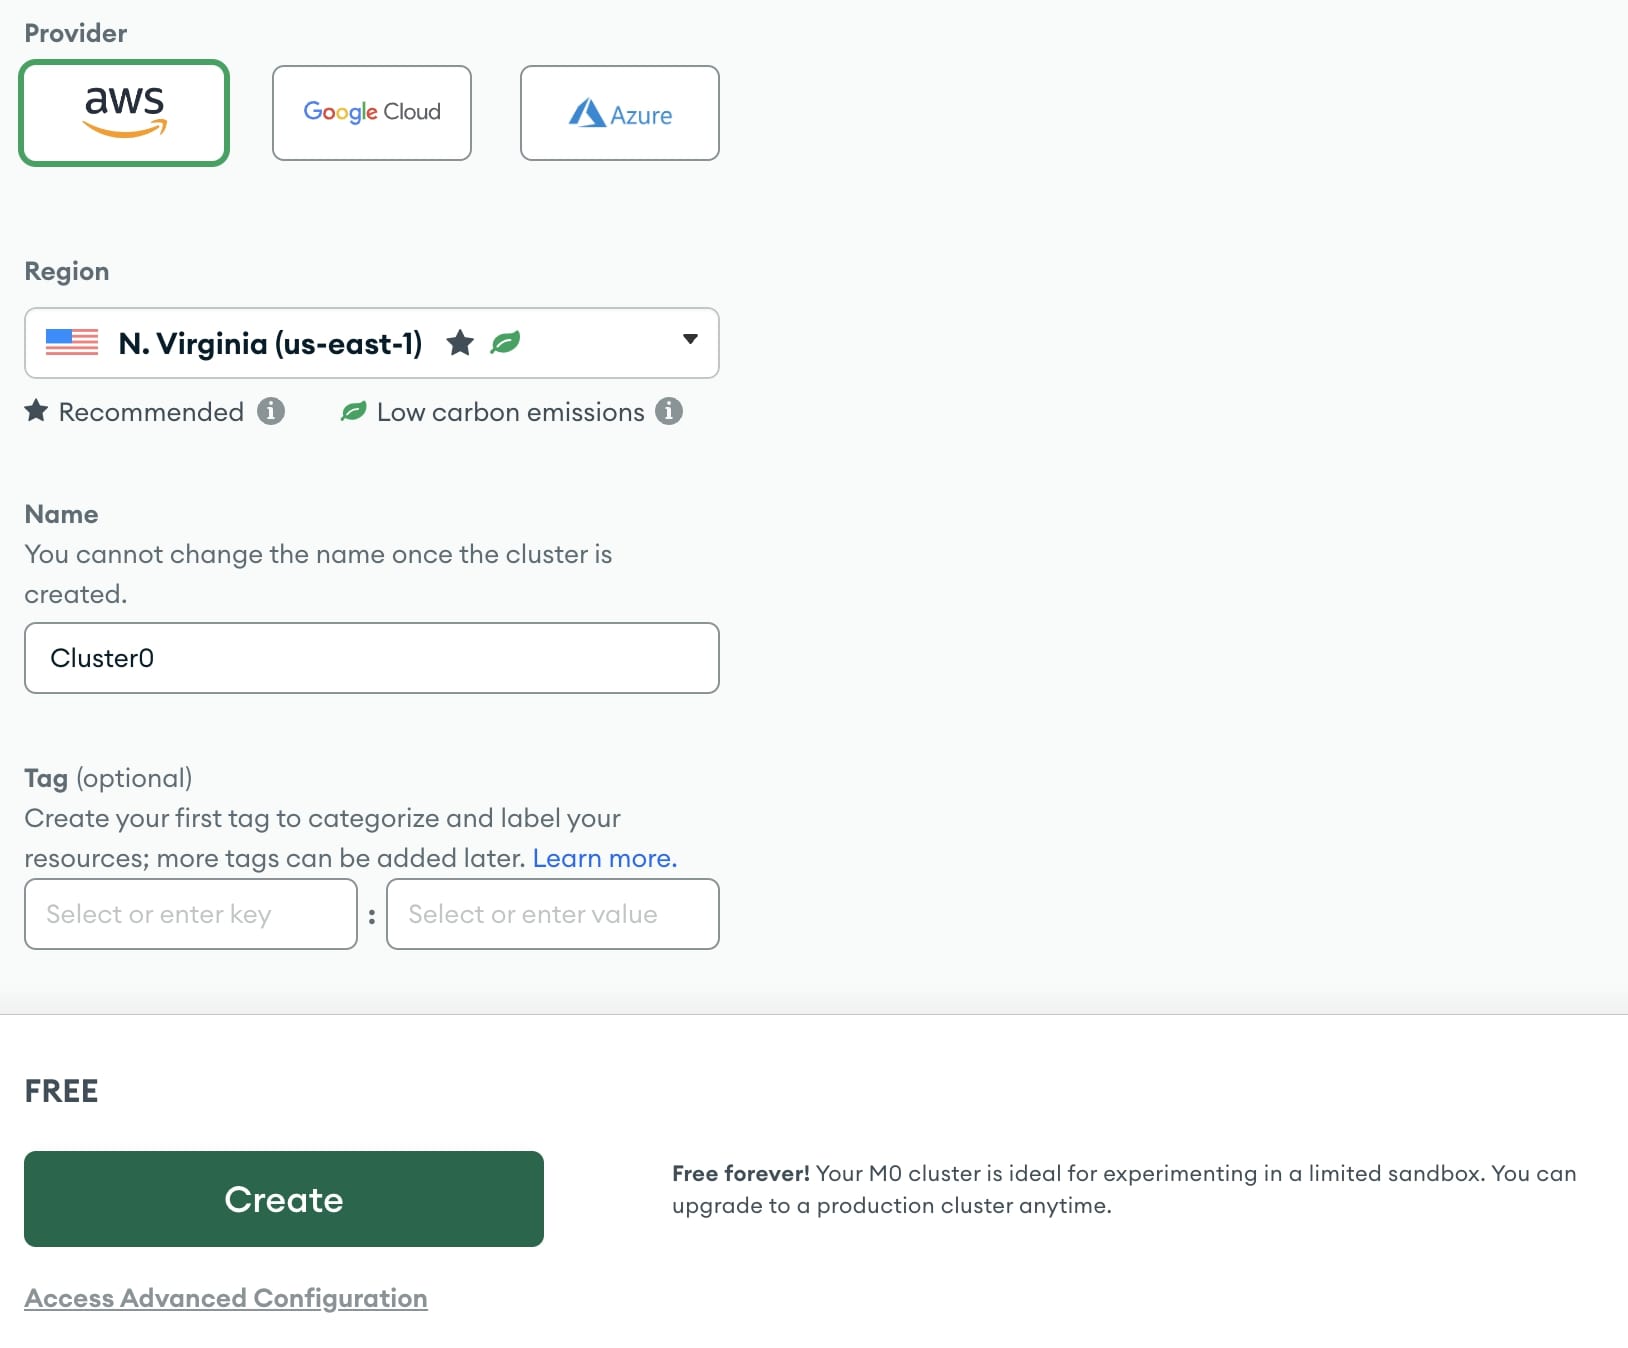 Provider
aws
Google Cloud
Azure
Region
N. Virginia (us-east-1)
Recommended
Low carbon emissions
Name
You cannot change the name once the cluster is
created.
Cluster0
Tag (optional)
Create your first tag to categorize and label your
resources; more tags can be added later. Learn more.
Select or enter key : Select or enter value
FREE
Create
Free forever! Your M0 cluster is ideal for experimenting in a limited sandbox. You can
upgrade to a production cluster anytime.
Access Advanced Configuration